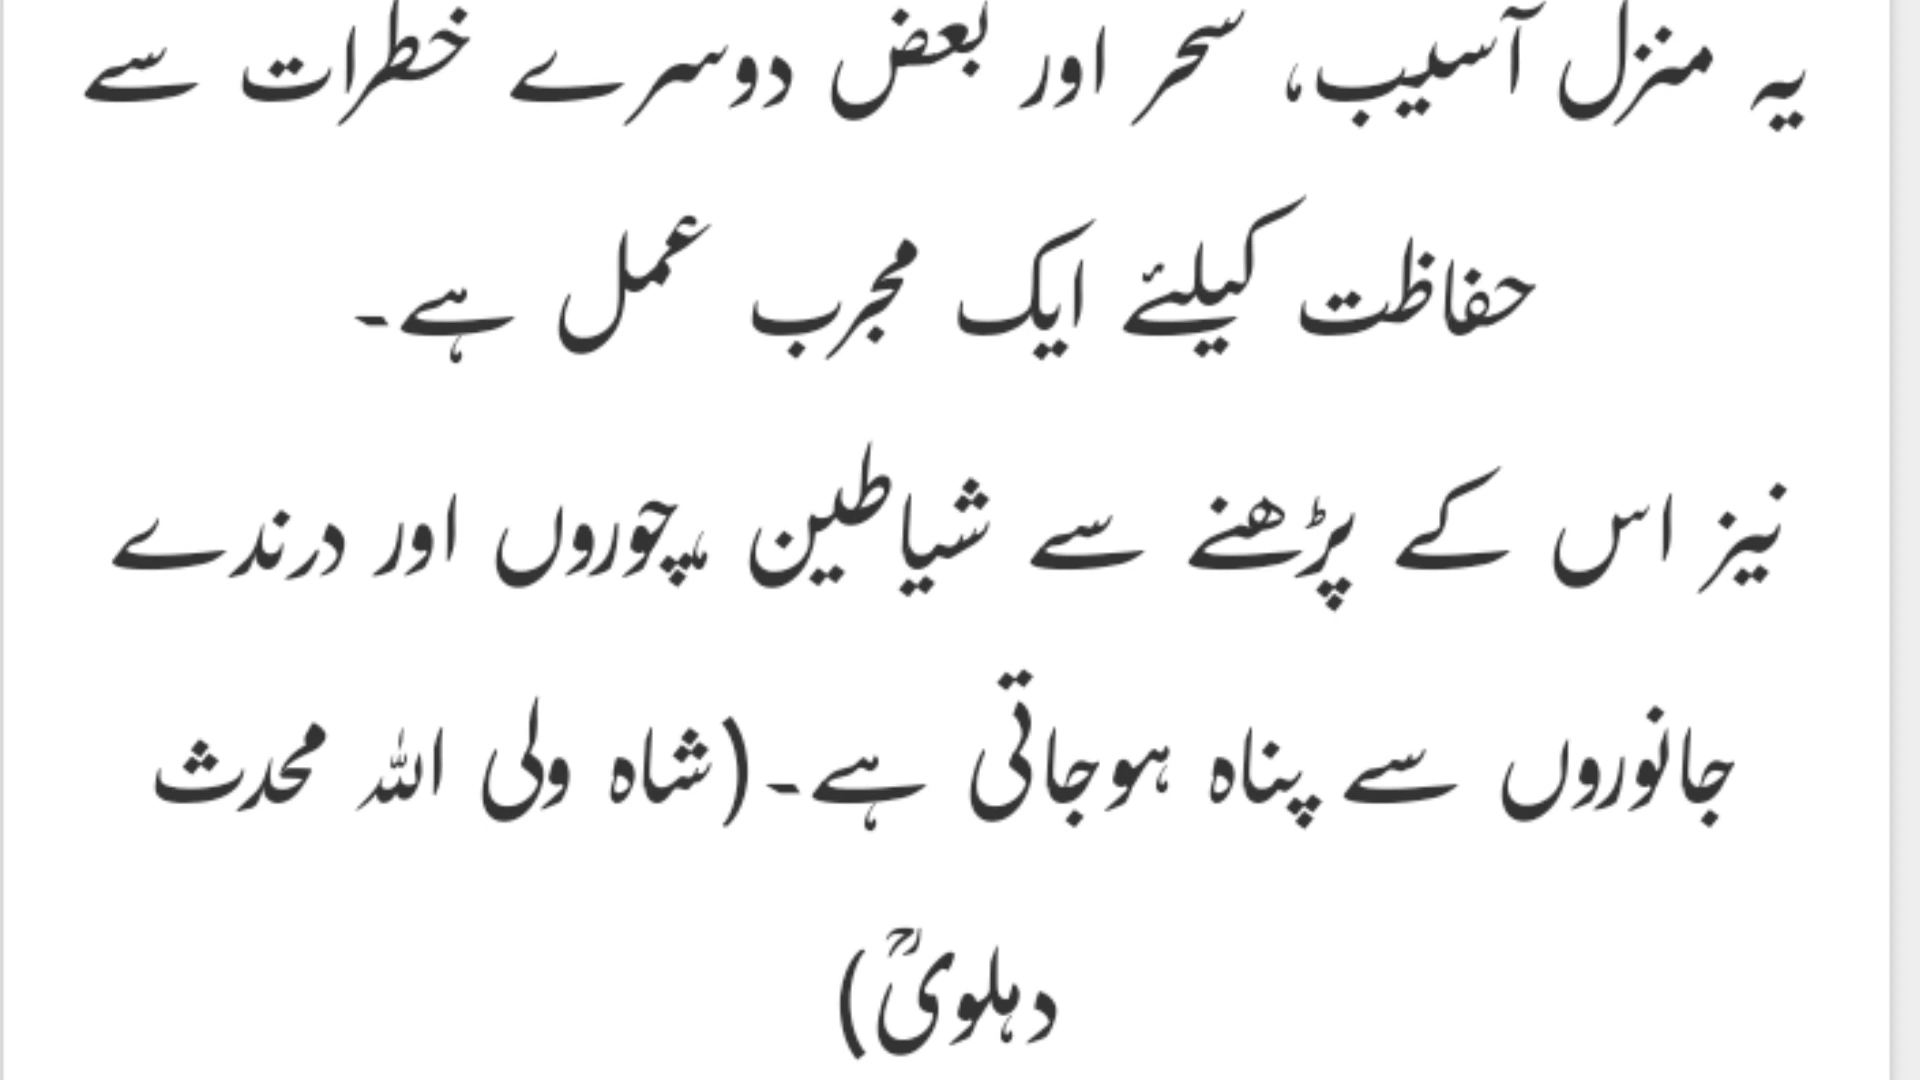 یہ منزل آسیب، سحر اور بعض دوسرے خطرات سے
حفاظت کیلئے ایک مجرب عمل ہے۔
نیز اس کے پڑھنے سے شیاطین ،چوروں اور درندے
جانوروں سے پناہ ہوجاتی ہے۔(شاہ ولی اللہ محدث
دہلویؒ)